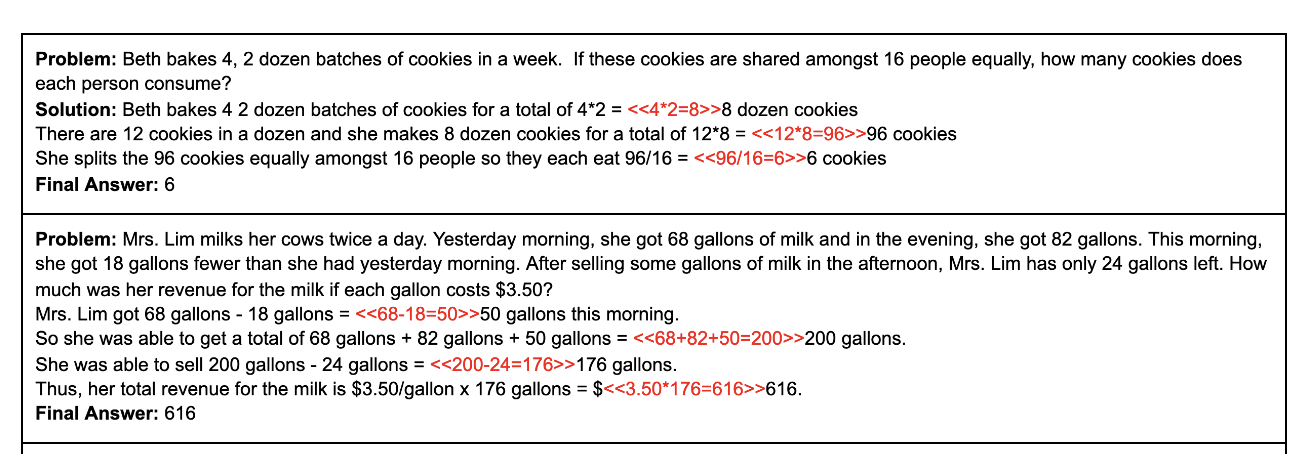 Problem: Beth bakes 4, 2 dozen batches of cookies in a week.  If these cookies are shared amongst 16 people equally, how many cookies does
each person consume?
Solution: Beth bakes 4 2 dozen batches of cookies for a total of 4*2 = <<4*2=8>>8 dozen cookies
There are 12 cookies in a dozen and she makes 8 dozen cookies for a total of 12*8 = <<12*8=96>>96 cookies
She splits the 96 cookies equally amongst 16 people so they each eat 96/16 = <<96/16=6>>6 cookies
Final Answer: 6
Problem: Mrs. Lim milks her cows twice a day. Yesterday morning, she got 68 gallons of milk and in the evening, she got 82 gallons. This morning,
she got 18 gallons fewer than she had yesterday morning. After selling some gallons of milk in the afternoon, Mrs. Lim has only 24 gallons left. How
much was her revenue for the milk if each gallon costs $3.50?
Mrs. Lim got 68 gallons - 18 gallons = <<68-18=50>>50 gallons this morning.
So she was able to get a total of 68 gallons + 82 gallons + 50 gallons = <<68+82+50=200>>200 gallons.
She was able to sell 200 gallons - 24 gallons = <<200-24=176>>176 gallons.
Thus, her total revenue for the milk is $3.50/gallon x 176 gallons = $<<3.50*176=616>>616.
Final Answer: 616